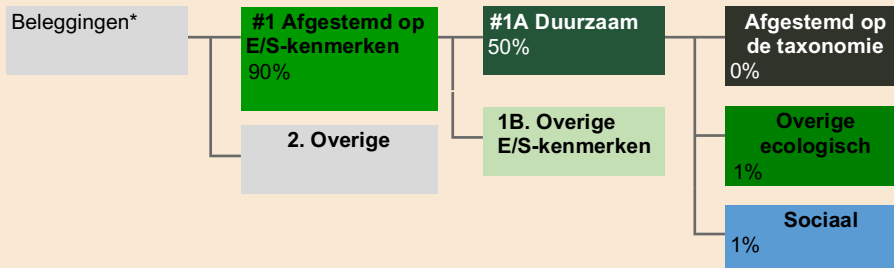 Beleggingen*
#1 Afgestemd op
E/S-kenmerken
90%
2. Overige
#1A Duurzaam
50%
1B. Overige
E/S-kenmerken
Afgestemd op
de taxonomie
0%
Overige
ecologisch
1%
Sociaal
1%